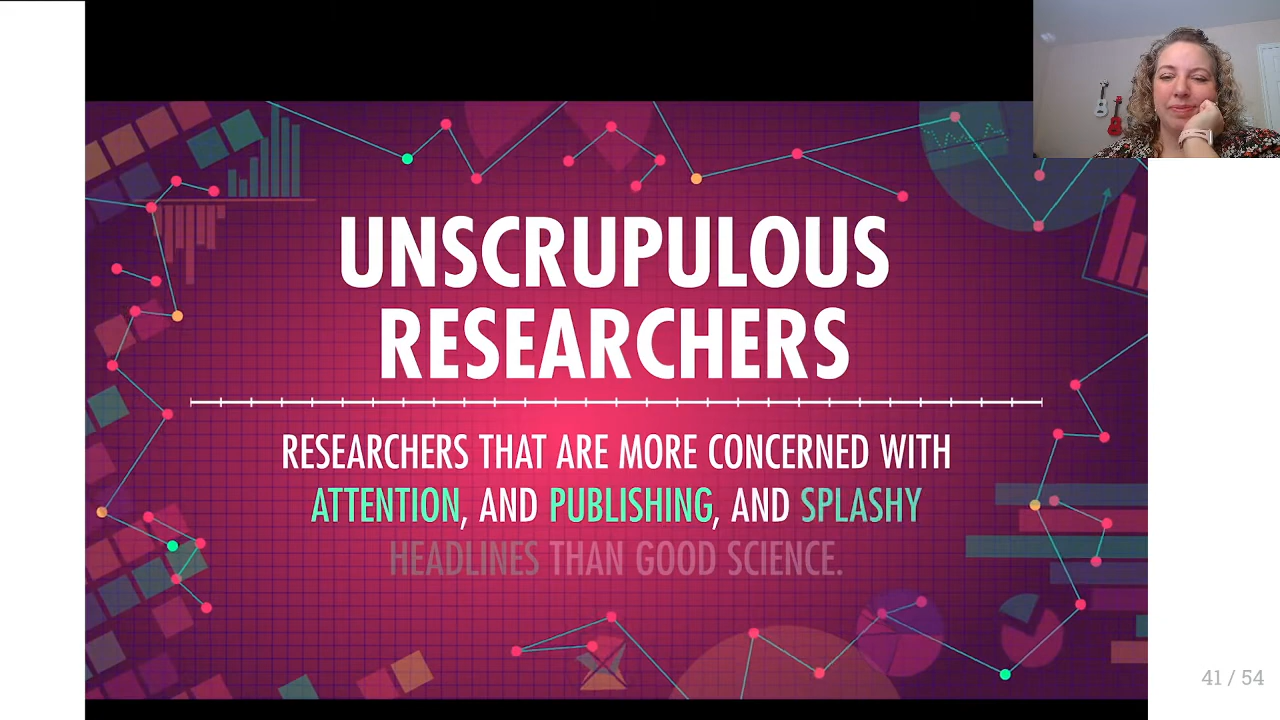 UNSCRUPULOUS
RESEARCHERS
RESEARCHERS THAT ARE MORE CONCERNED WITH
ATTENTION, AND PUBLISHING, AND SPLASHY
HEADLINES THAN GOOD SCIENCE.
41 / 54